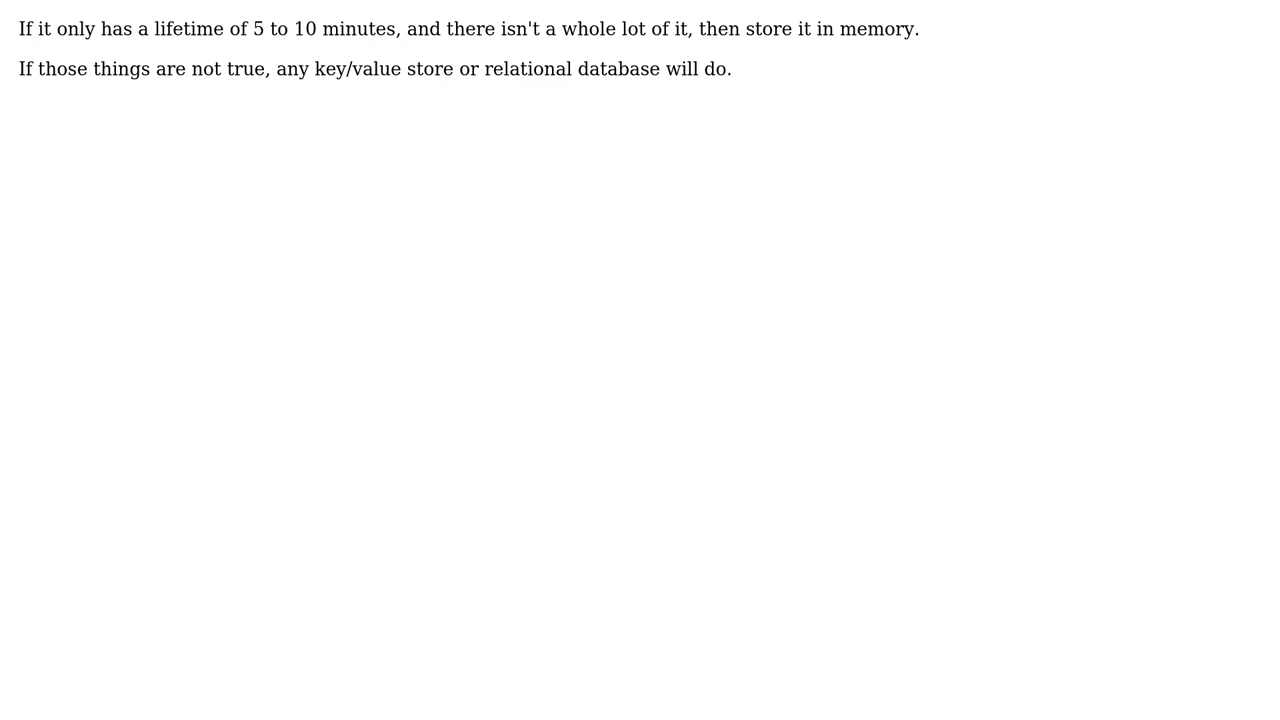 If it only has a lifetime of 5 to 10 minutes, and there isn't a whole lot of it, then store it in memory.
If those things are not true, any key/value store or relational database will do.